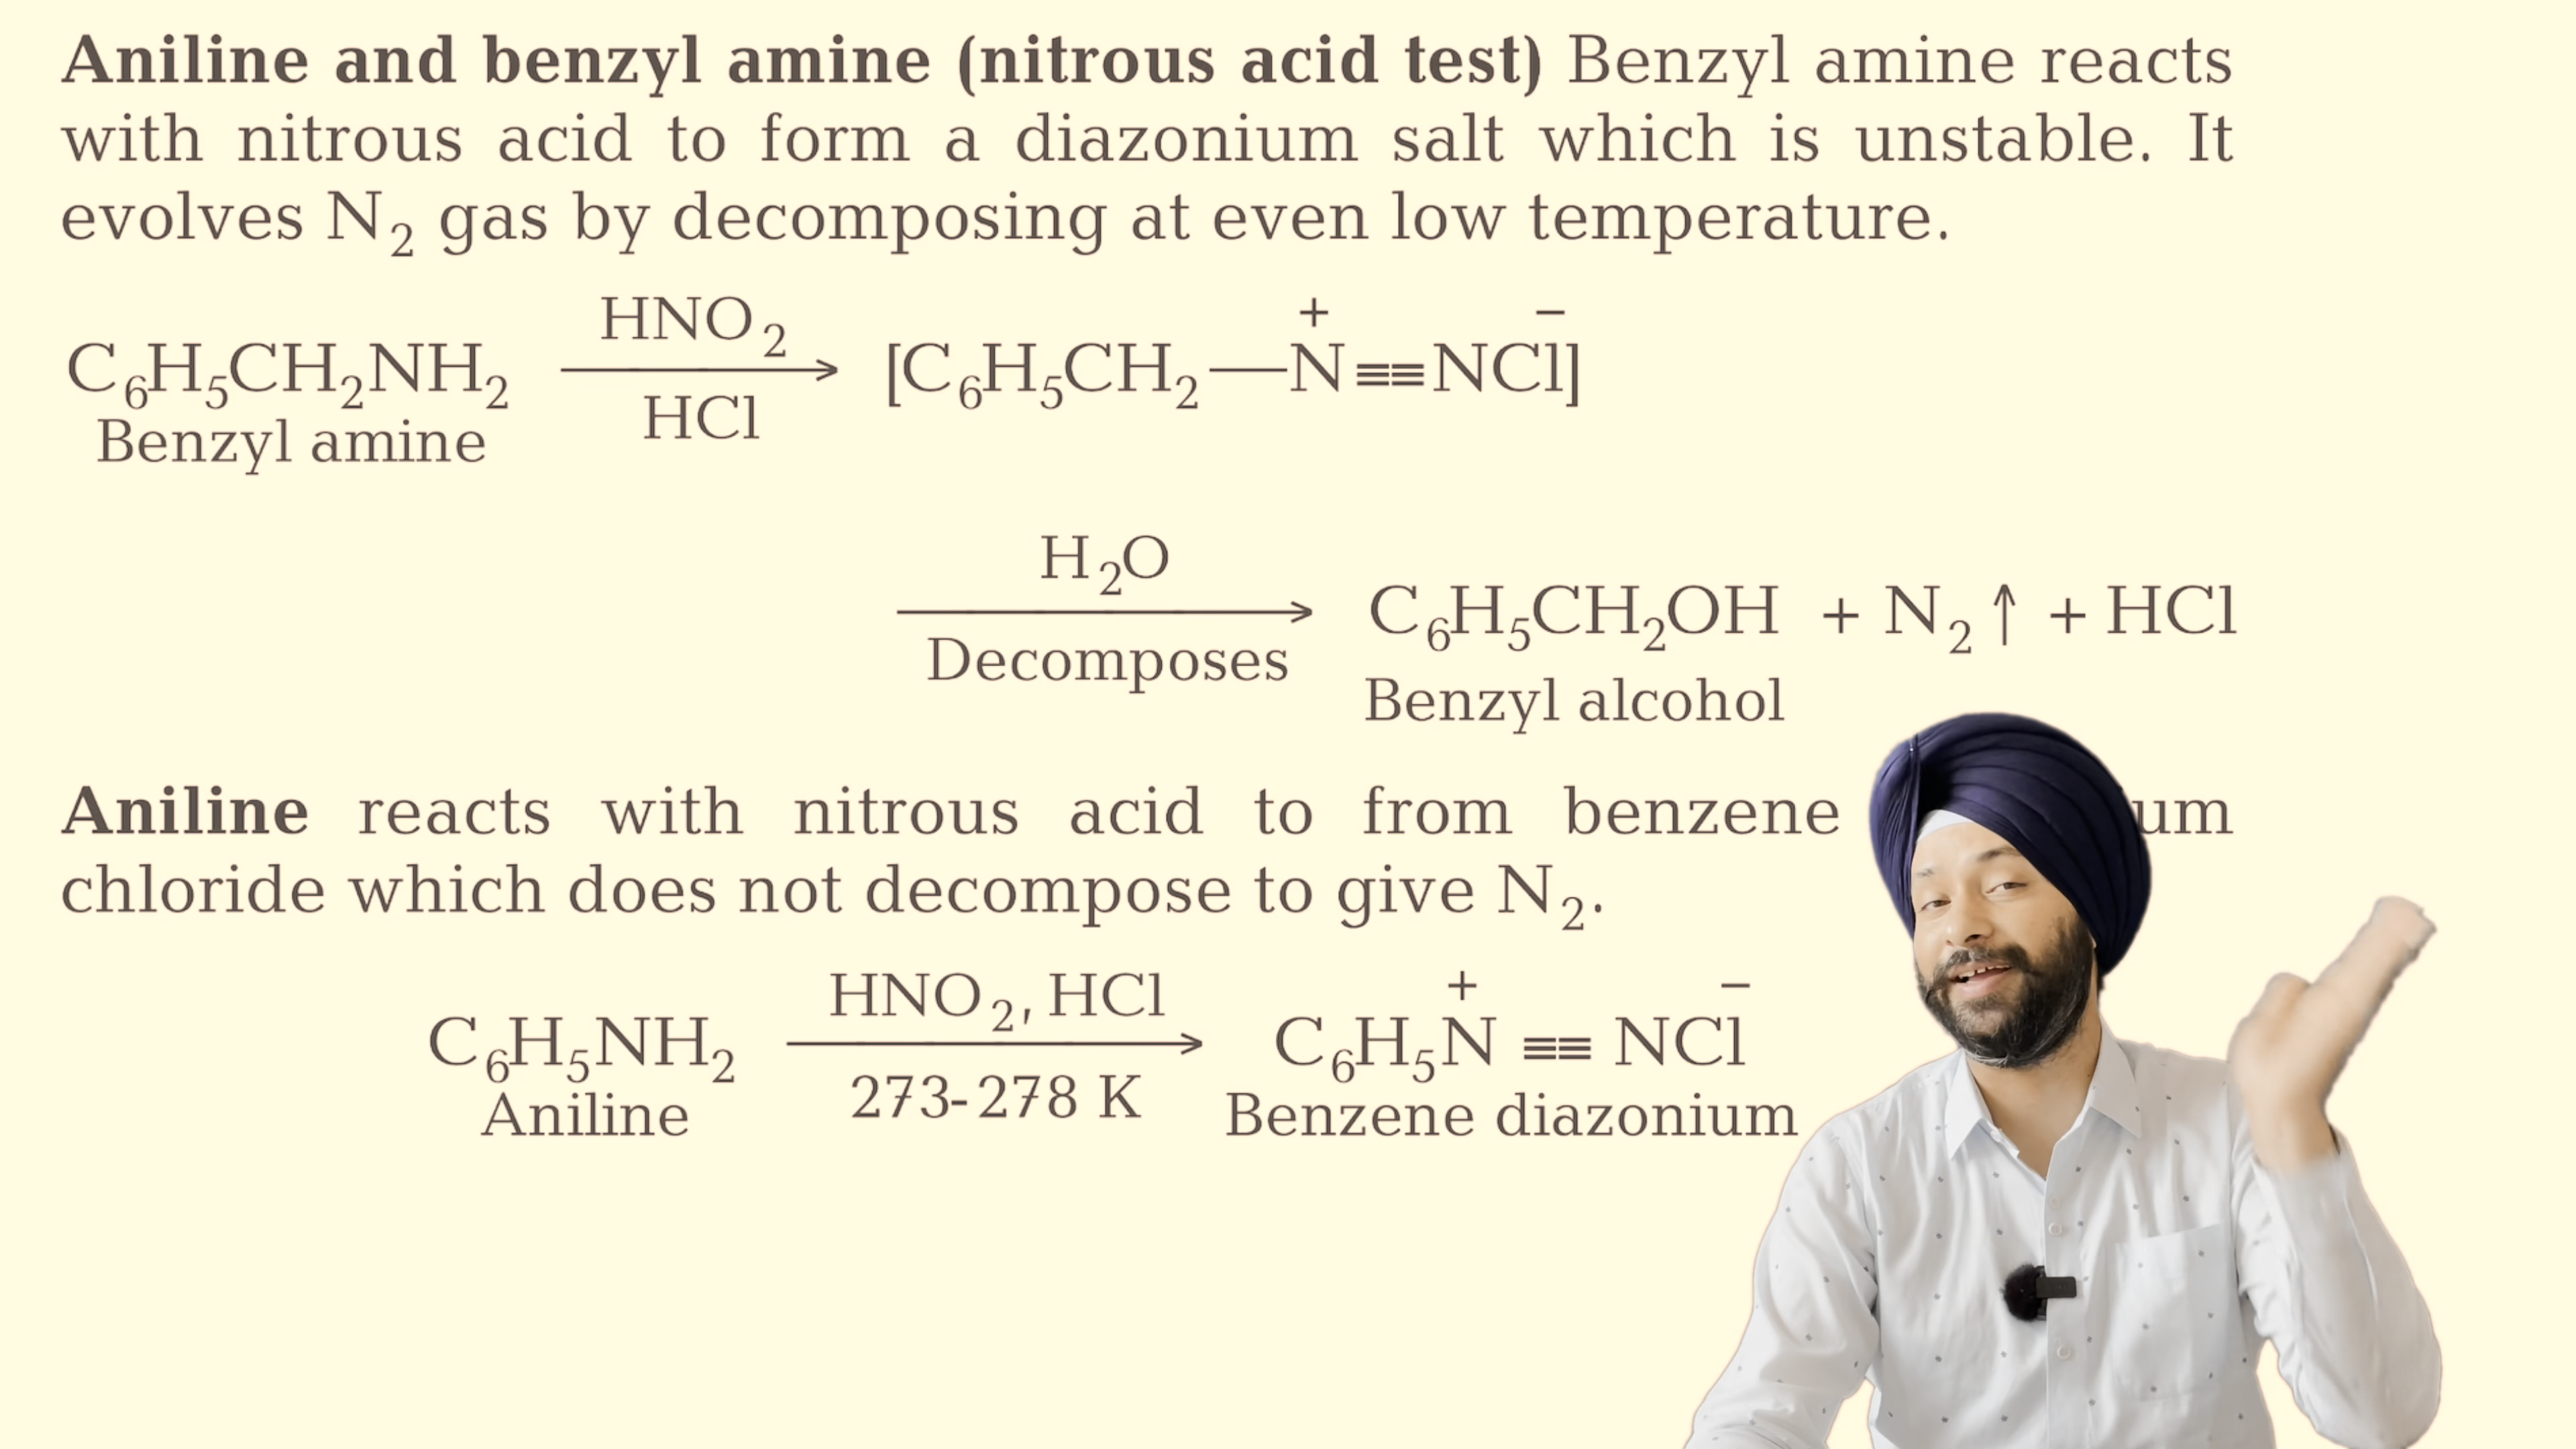 Aniline and benzyl amine (nitrous acid test) Benzyl amine reacts
with nitrous acid to form a diazonium salt which is unstable. It
evolves N₂ gas by decomposing at even low temperature.
C₆H₅CH₂NH₂ HNO₂ HCl [C₆H₅CH₂—N⁺≡≡NCl⁻]
Benzyl amine
H₂O
Decomposes
C₆H₅CH₂OH + N₂↑ + HCl
Benzyl alcohol
Aniline reacts with nitrous acid to from benzene
chloride which does not decompose to give N₂.
HNO₂, HCl
C₆H₅NH₂ → C₆H₅N⁺ ≡≡ NCl⁻
273-278 K
Aniline Benzene diazonium